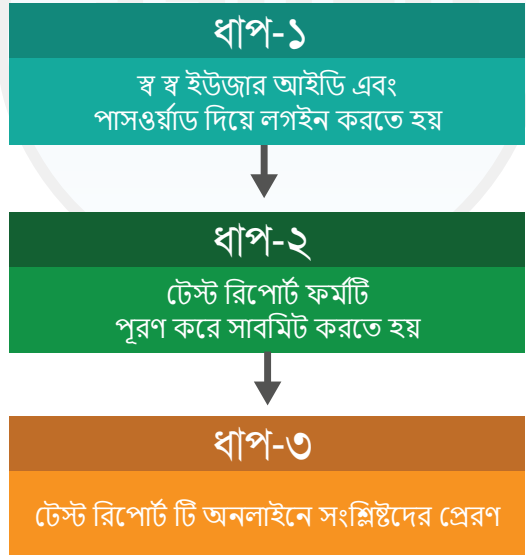 ধাপ-১
স্ব স্ব ইউজার আইডি এবং
পাসওর্য়াড দিয়ে লগইন করতে হয়
ধাপ-২
টেস্ট রিপোর্ট ফর্মটি
পূরণ করে সাবমিট করতে হয়
ধাপ-৩
টেস্ট রিপোর্ট টি অনলাইনে সংশ্লিষ্টদের প্রেরণ